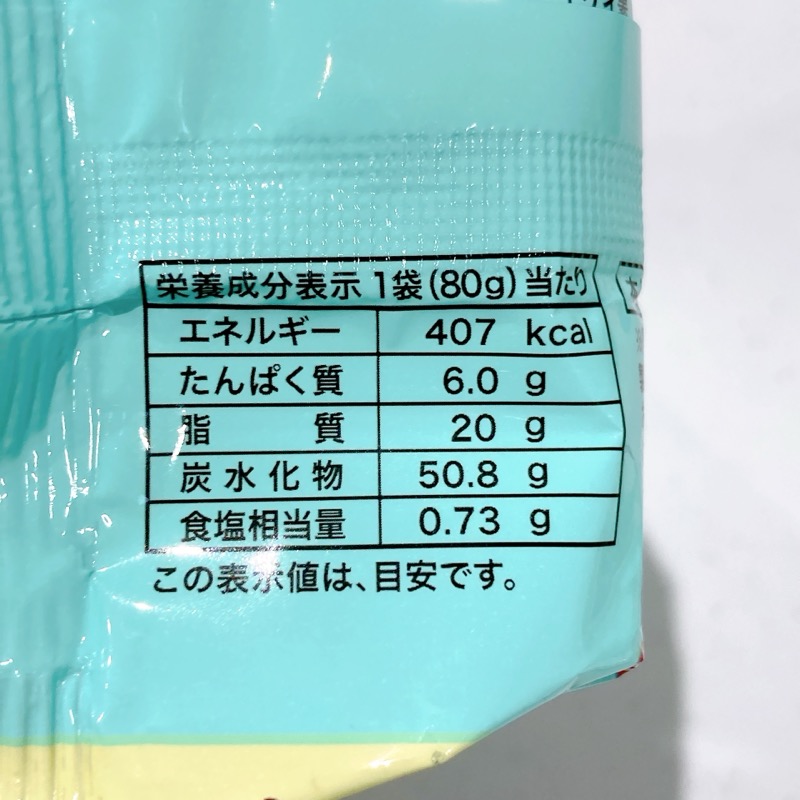 栄養成分表示 1袋(80g)当たり
エネルギー 407 kcal
たんぱく質 6.0 g
脂質 20 g
炭水化物 50.8 g
食塩相当量 0.73 g
この表示値は、目安です。